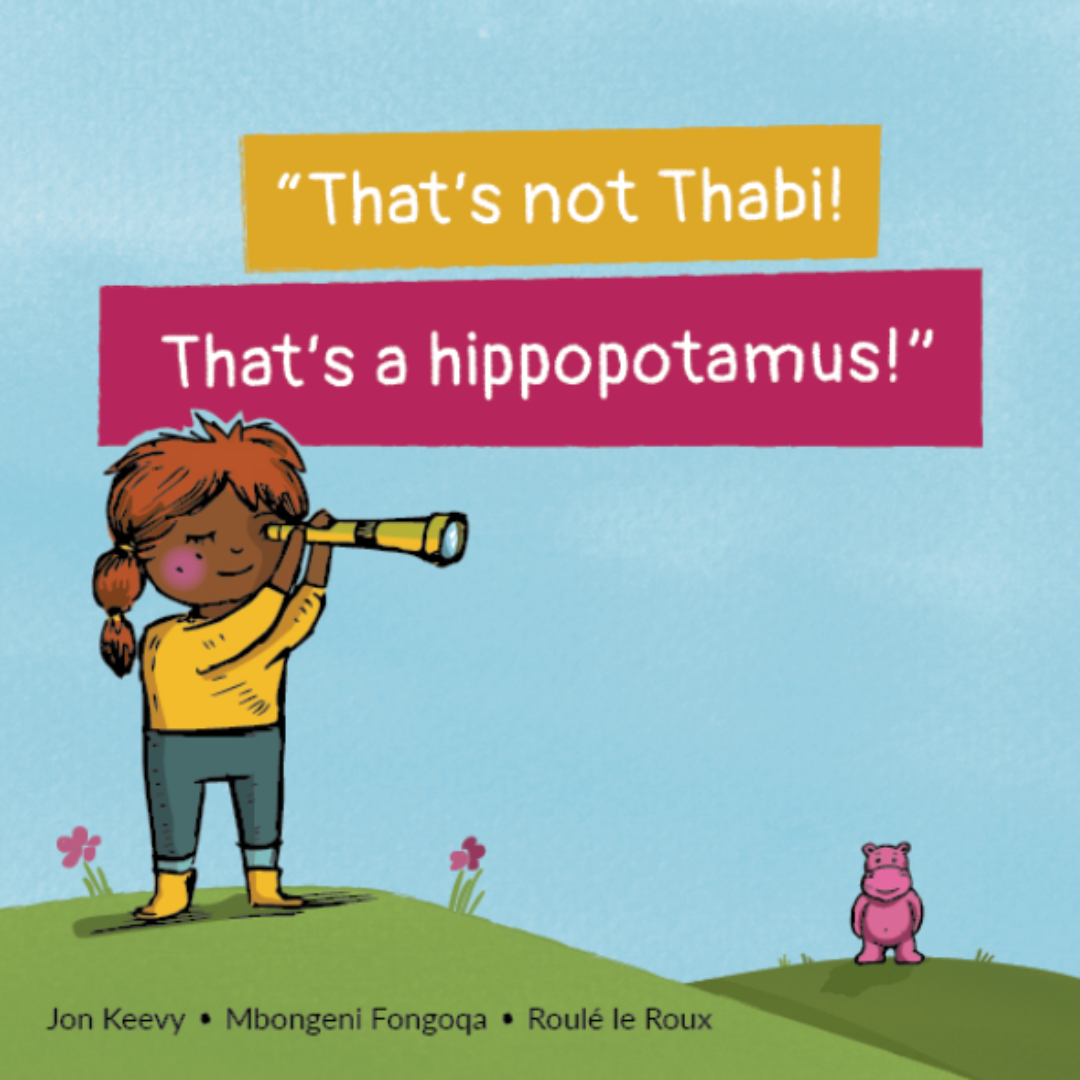 “That’s not Thabi!
That’s a hippopotamus!”
Jon Keevy • Mbongeni Fongoqa • Roulé le Roux